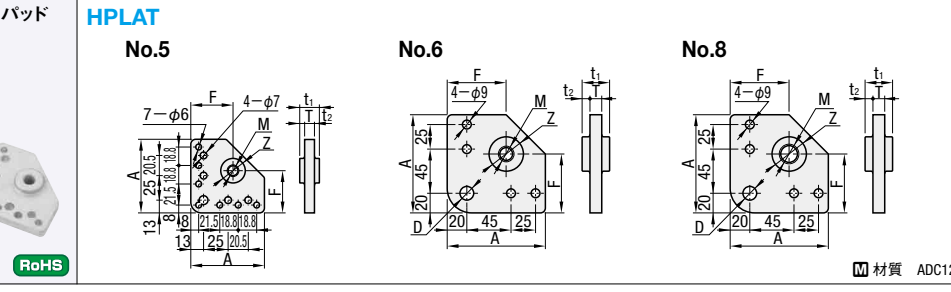 パッド
HPLAT
No.5
No.6
No.8
7－φ6
F
4－φ7
t1
T
t2
M
Z
A
25 20.5
21.5 18.8 18.8
13
8
F
8 21.5 18.8 18.8
13 25 20.5
A
F
4－φ9
t1
t2 T
M
Z
A
25
45
20
F
D
20 45 25
A
F
4－φ9
t1
t2 T
M
Z
A
25
45
20
F
D
20 45 25
A
RoHS
M 材質 ADC12